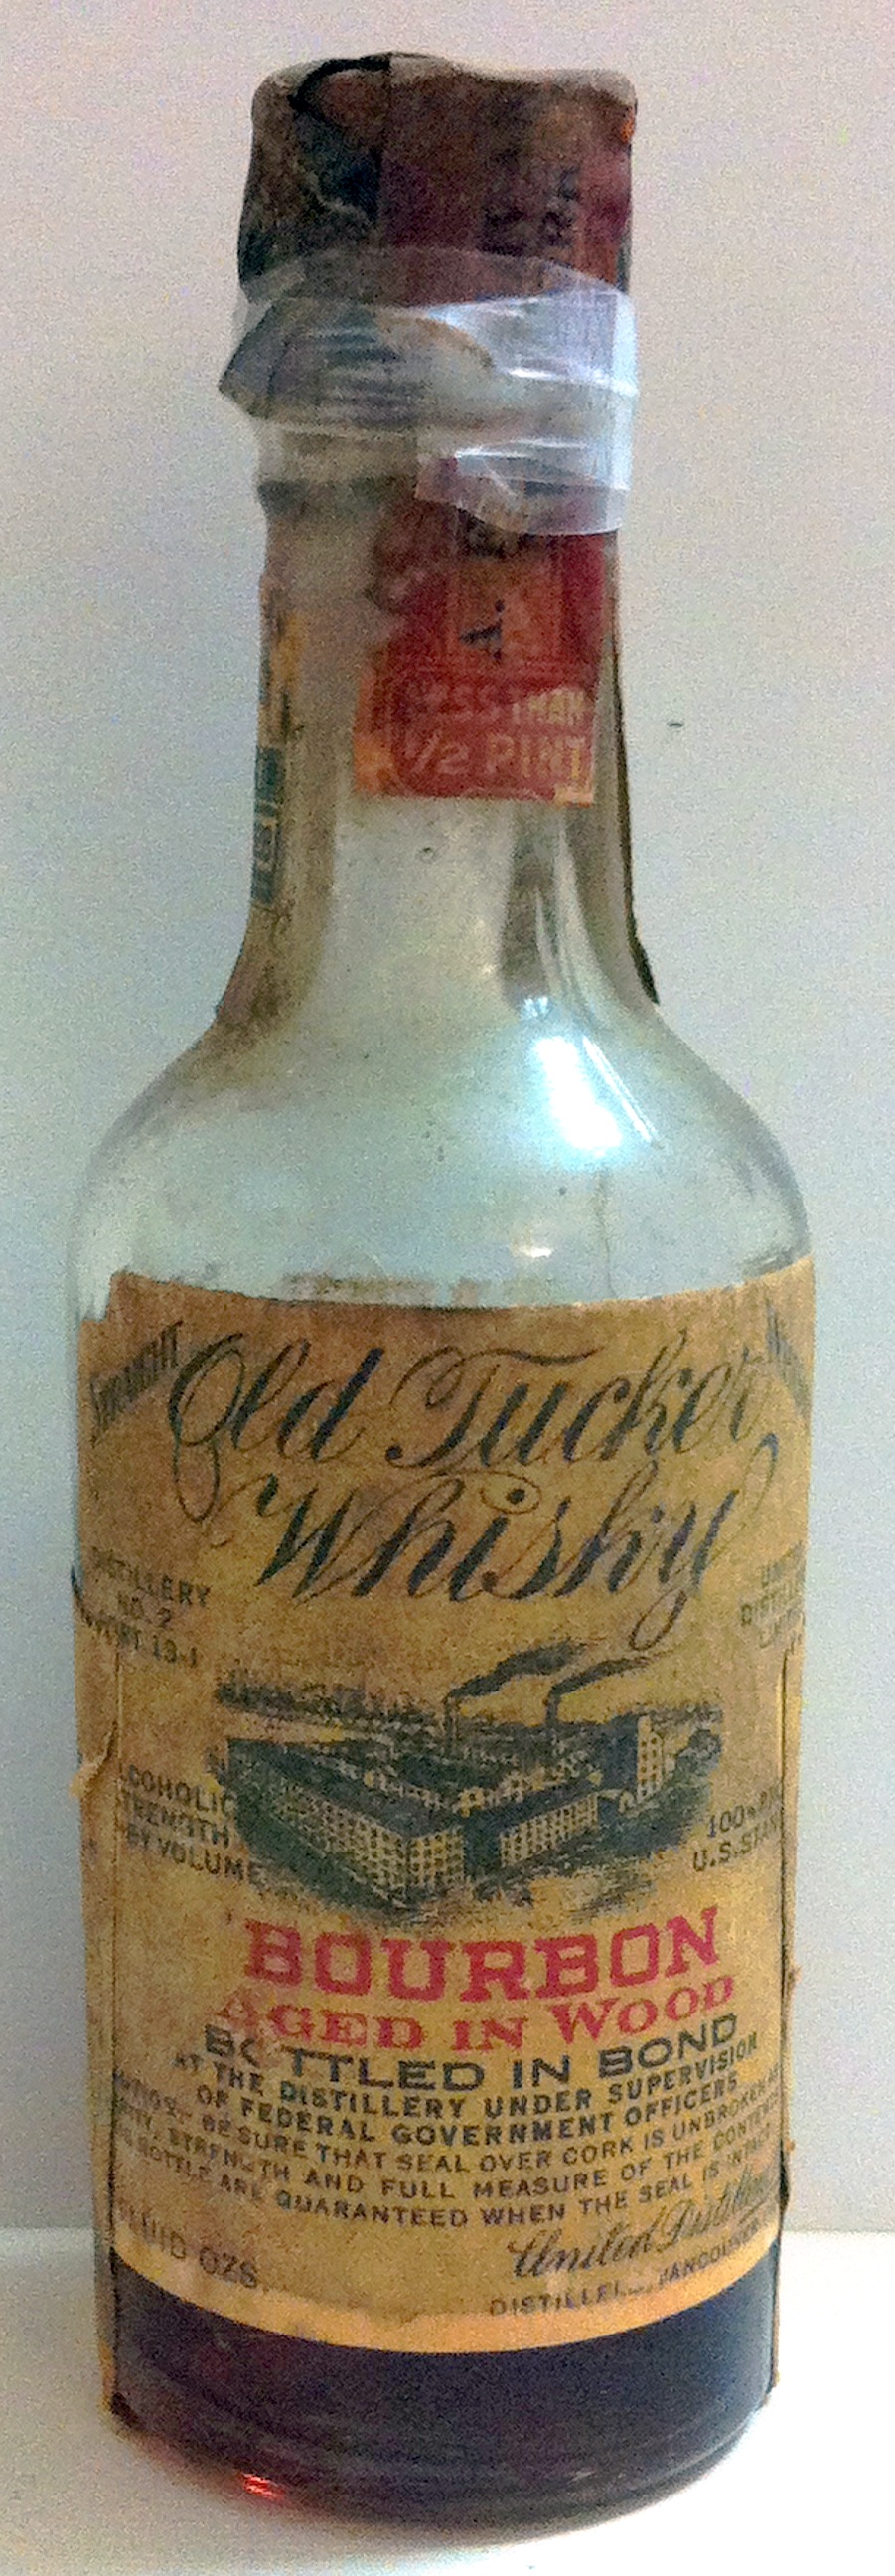 A.
LESS THAN
1/2 PINT
STRAIGHT
Old Tucker
Whisky
DISTILLERY
NO. 2
13-1
ALCOHOLIC
STRENGTH
BY VOLUME
100%
U.S.
BOURBON
AGED IN WOOD
BOTTLED IN BOND
AT THE DISTILLERY UNDER SUPERVISION
OF FEDERAL GOVERNMENT OFFICERS
BE SURE THAT SEAL OVER CORK IS UNBROKEN
STRENGTH AND FULL MEASURE OF THE CONTENTS
BOTTLE ARE GUARANTEED WHEN THE SEAL IS INTACT
United Distillers
FLUID OZS.
VANCOUVER